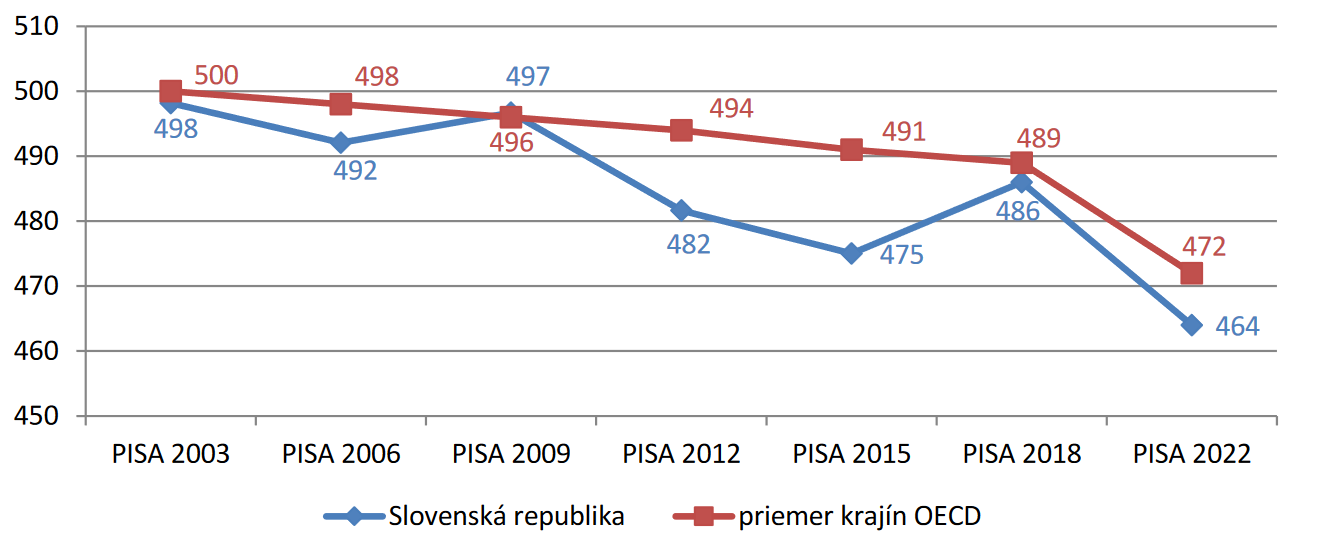 510
500
490
480
470
460
450
500
498
497
494
491
489
472
498
492
496
482
475
486
464
PISA 2003
PISA 2006
PISA 2009
PISA 2012
PISA 2015
PISA 2018
PISA 2022
Slovenská republika
priemer krajín OECD